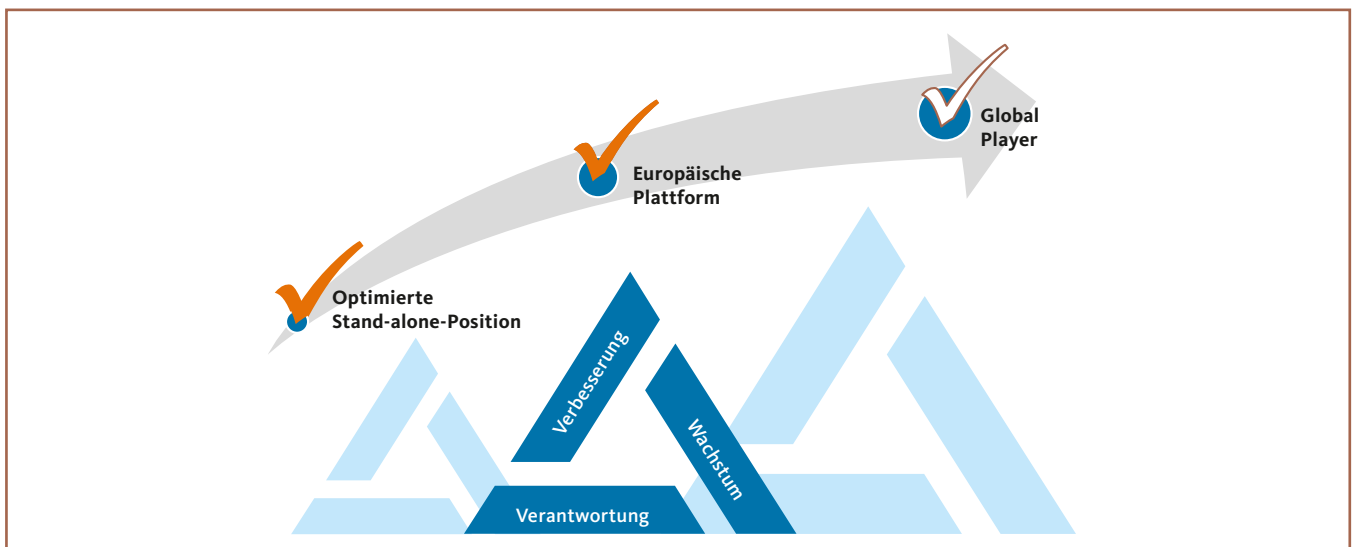 Global
Player
Europäische
Plattform
Optimierte
Stand-alone-Position
Verbesserung
Wachstum
Verantwortung